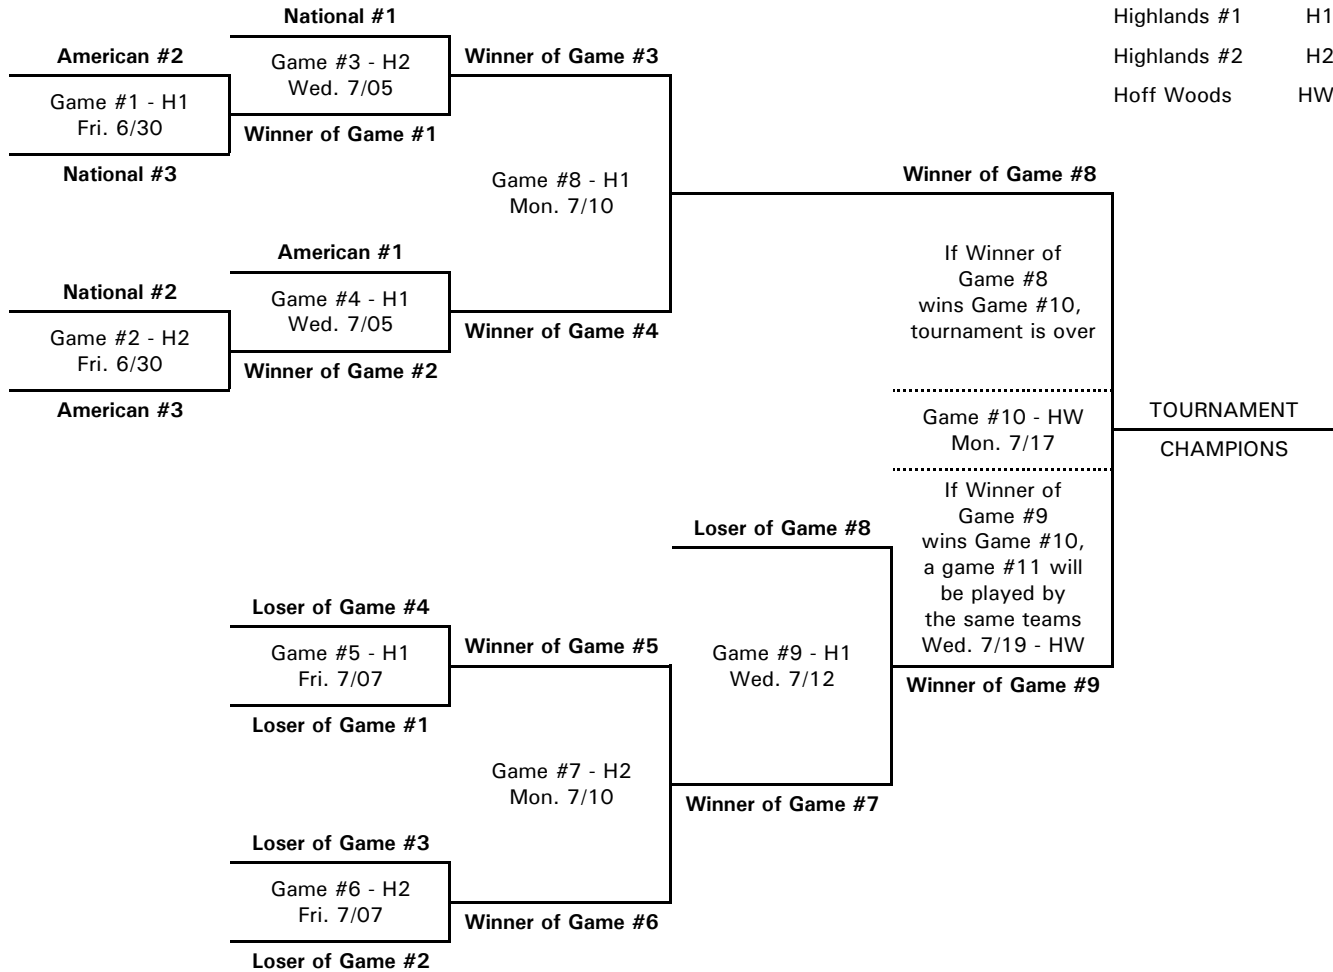 National #1
Highlands #1 H1
American #2
Game #3 - H2
Wed. 7/05
Winner of Game #3
Highlands #2 H2
Game #1 - H1
Fri. 6/30
Hoff Woods HW
Winner of Game #1
National #3
Game #8 - H1
Mon. 7/10
Winner of Game #8
American #1
If Winner of
Game #8
wins Game #10,
tournament is over
National #2
Game #4 - H1
Wed. 7/05
Game #2 - H2
Fri. 6/30
Winner of Game #4
Winner of Game #2
American #3
Game #10 - HW
Mon. 7/17
TOURNAMENT
CHAMPIONS
If Winner of
Game #9
wins Game #10,
a game #11 will
be played by
the same teams
Wed. 7/19 - HW
Loser of Game #8
Loser of Game #4
Game #5 - H1
Fri. 7/07
Winner of Game #5
Game #9 - H1
Wed. 7/12
Winner of Game #9
Loser of Game #1
Game #7 - H2
Mon. 7/10
Winner of Game #7
Loser of Game #3
Game #6 - H2
Fri. 7/07
Winner of Game #6
Loser of Game #2